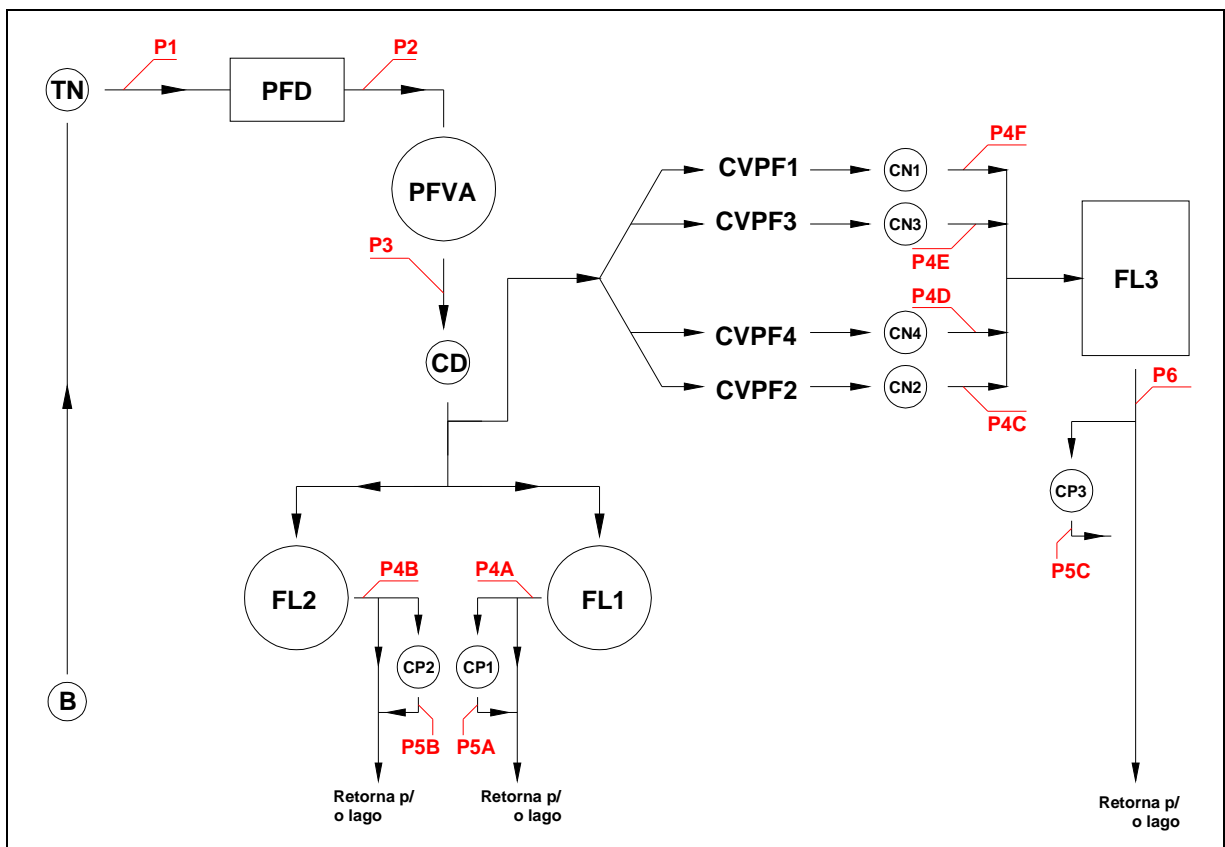 P1
P2
TN
PFD
PFVA
P3
CD
CVPF1
CN1
P4F
CVPF3
CN3
P4E
P4D
CVPF4
CN4
CVPF2
CN2
P4C
FL3
P6
CP3
P5C
P4B
P4A
FL2
FL1
CP2
CP1
B
P5B
P5A
Retorna p/
o lago
Retorna p/
o lago
Retorna p/
o lago